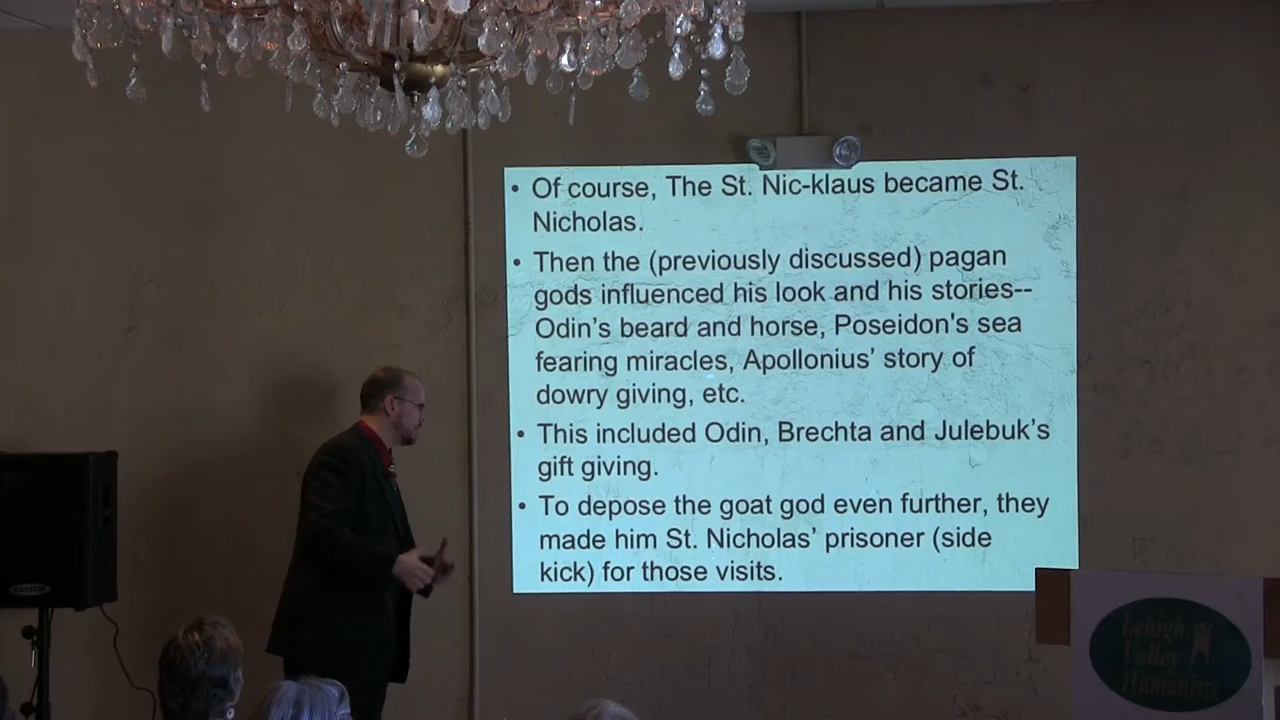 • Of course, The St. Nic-klaus became St.
Nicholas.
• Then the (previously discussed) pagan
gods influenced his look and his stories--
Odin's beard and horse, Poseidon's sea
fearing miracles, Apollonius' story of
dowry giving, etc.
• This included Odin, Brechta and Julebuk's
gift giving.
• To depose the goat god even further, they
made him St. Nicholas' prisoner (side
kick) for those visits.
KUSTOM
Lehigh
Valley
Humanists